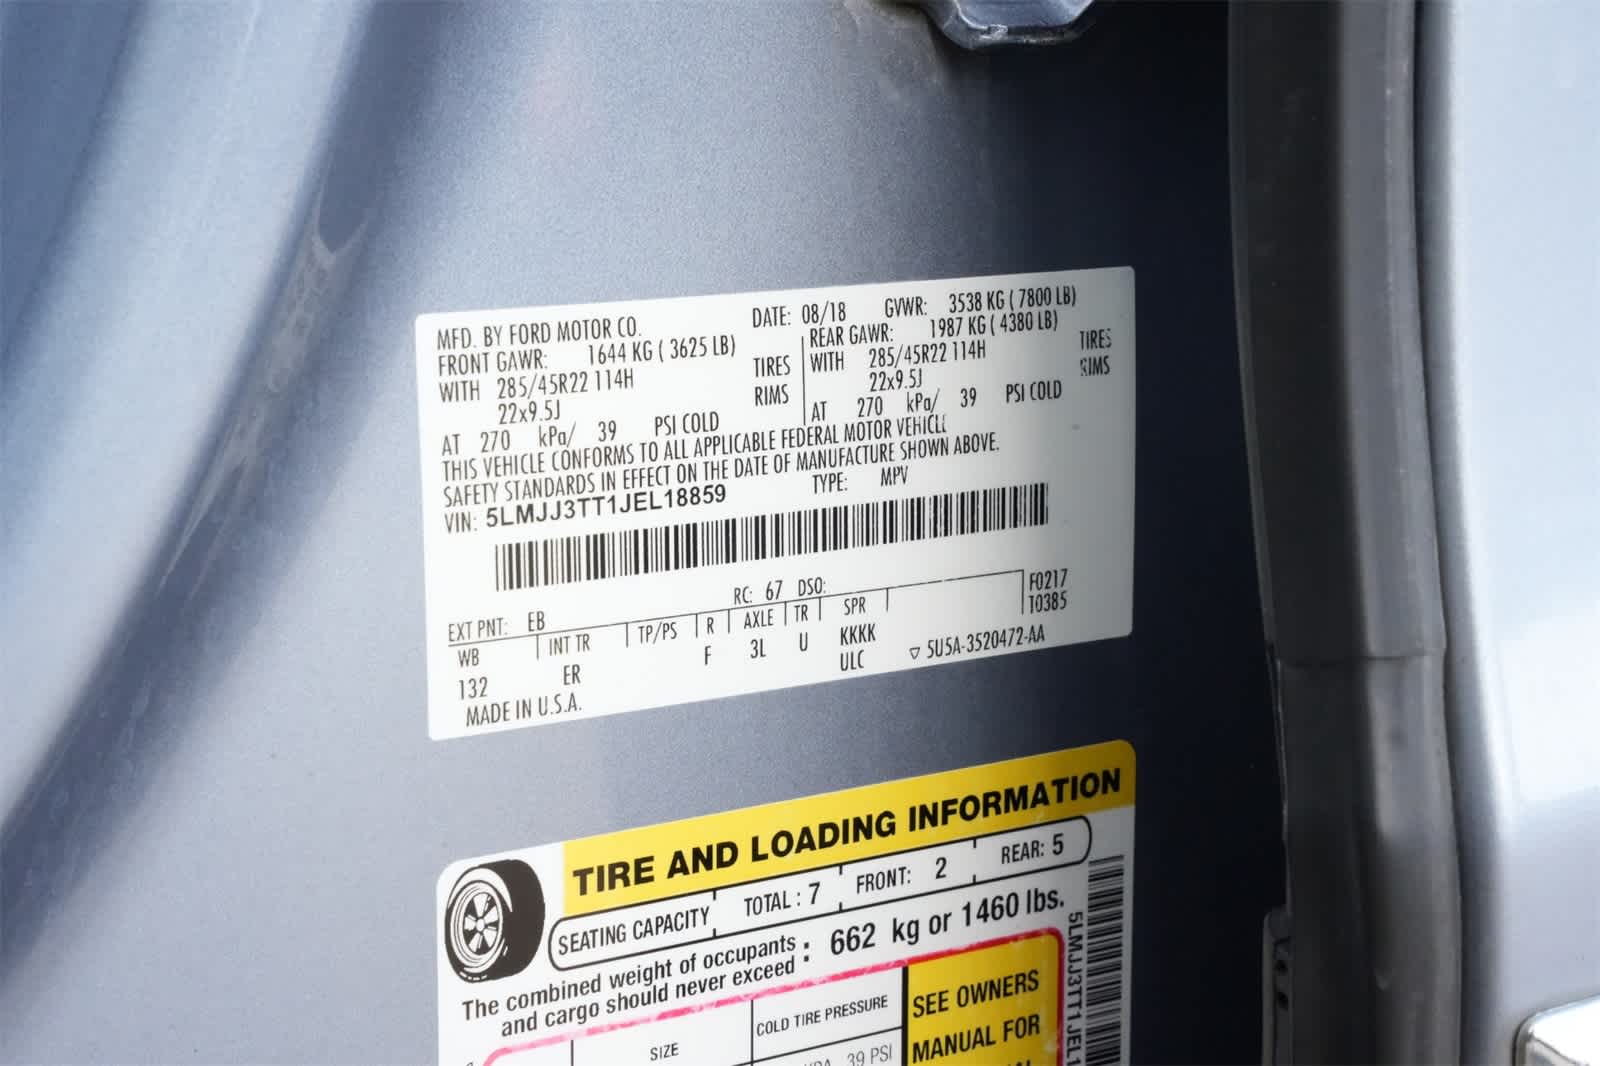 MFD. BY FORD MOTOR CO. DATE: 08/18 GVWR: 3538 KG ( 7800 LB)
FRONT GAWR: 1644 KG ( 3625 LB) REAR GAWR: 1987 KG ( 4380 LB)
WITH 285/45R22 114H TIRES WITH 285/45R22 114H TIRES
22x9.5J RIMS 22x9.5J RIMS
AT 270 kPa/ 39 PSI COLD AT 270 kPa/ 39 PSI COLD
THIS VEHICLE CONFORMS TO ALL APPLICABLE FEDERAL MOTOR VEHICLE
SAFETY STANDARDS IN EFFECT ON THE DATE OF MANUFACTURE SHOWN ABOVE.
VIN: 5LMJJ3TT1JEL18859 TYPE: MPV
EXT PNT: EB RC: 67 DSO: F0217
WB INT TR TP/PS R AXLE TR SPR T0385
132 ER F 3L U KKKK
ULC ▽ 5U5A-3520472-AA
MADE IN U.S.A.
TIRE AND LOADING INFORMATION
SEATING CAPACITY TOTAL : 7 FRONT: 2 REAR: 5
The combined weight of occupants
and cargo should never exceed : 662 kg or 1460 lbs.
SIZE COLD TIRE PRESSURE SEE OWNERS
39 PSI MANUAL FOR
5LMJJ3TT1JEL1